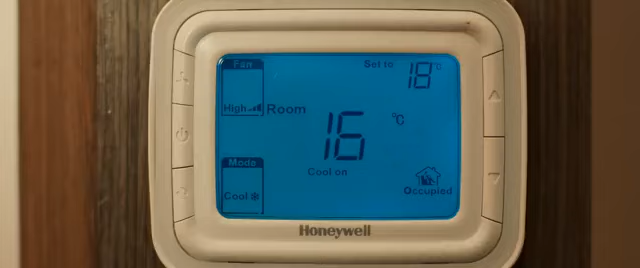 Fan
Set to 18°
High Room
16 °C
Mode
Cool on
Cool
Occupied
Honeywell